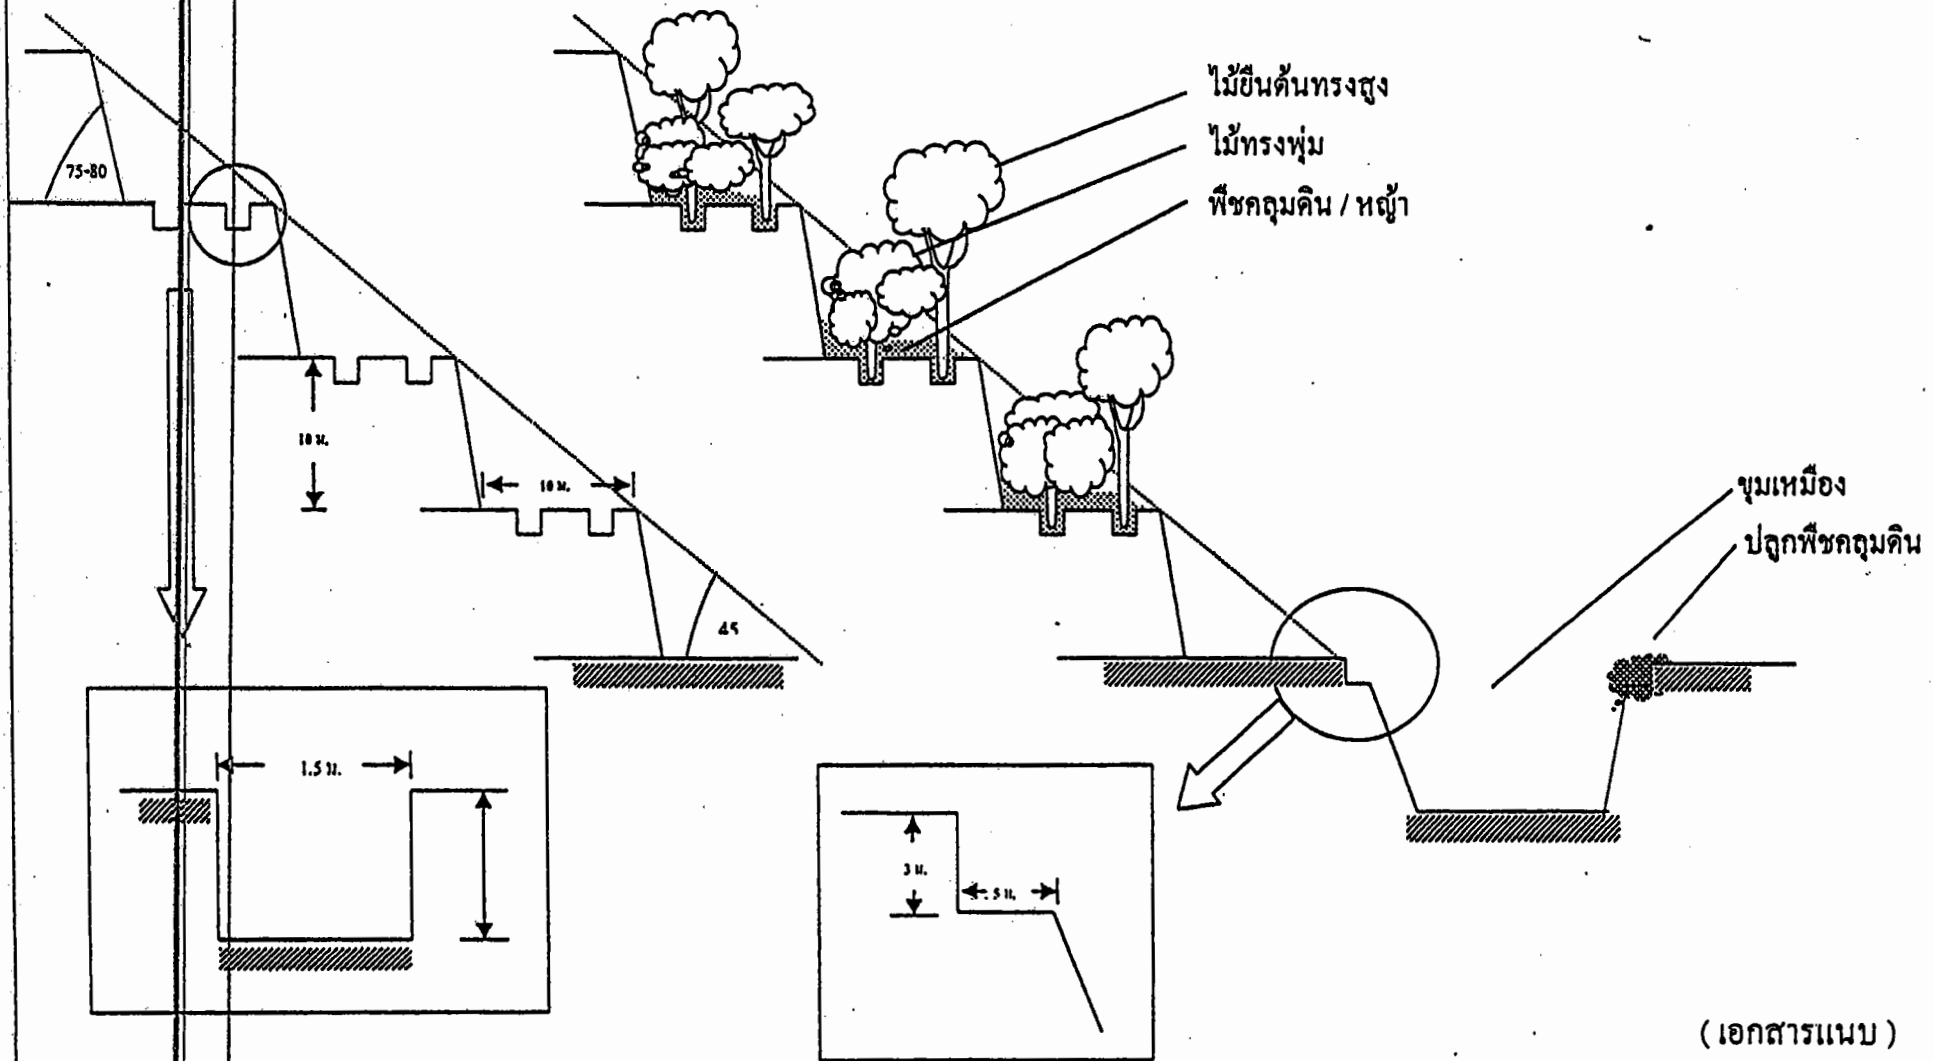 ไม้ยืนต้นทรงสูง
ไม้ทรงพุ่ม
75-80
พืชคลุมดิน / หญ้า
10 ม.
10 ม.
ขุมเหมือง
ปลูกพืชคลุมดิน
45
1.5 ม.
3 ม.
5 ม.
( เอกสารแนบ )